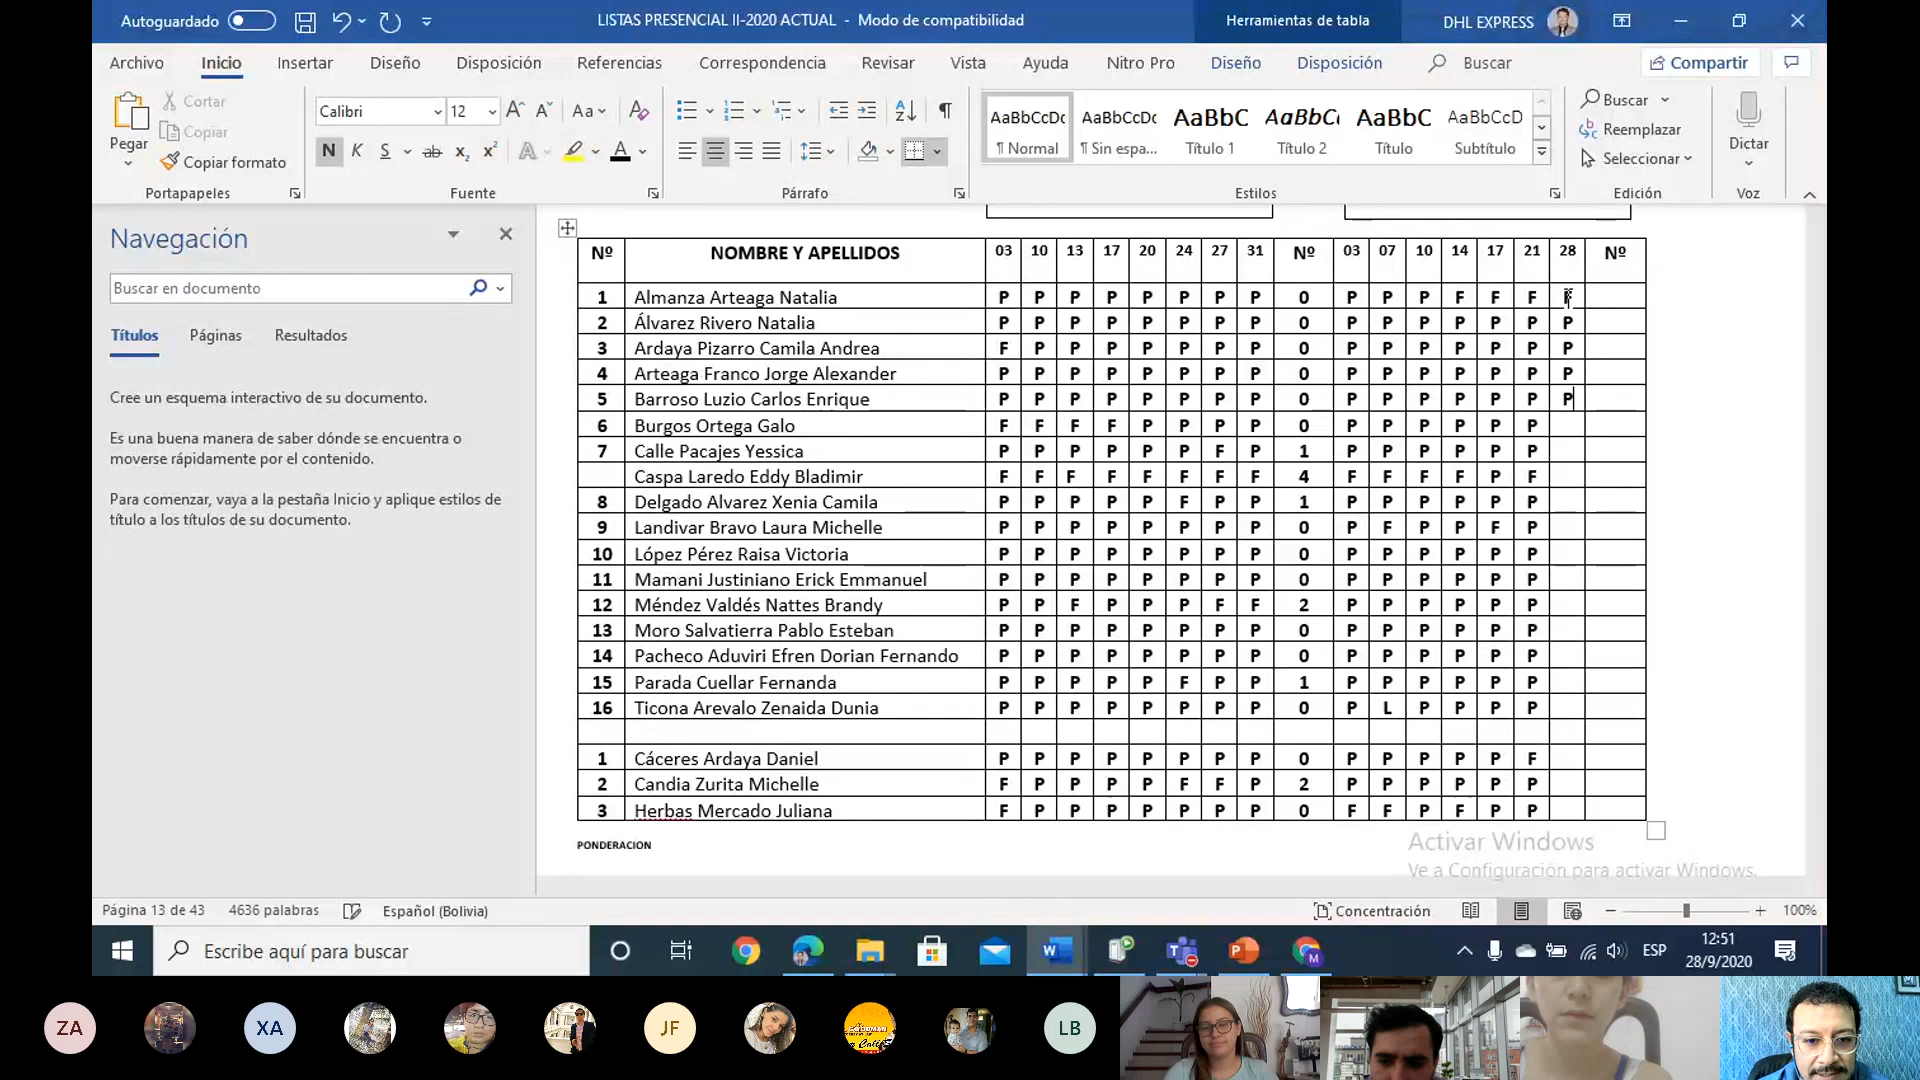 Autoguardado LISTAS PRESENCIAL II-2020 ACTUAL - Modo de compatibilidad Herramientas de tabla DHL EXPRESS
Archivo Inicio Insertar Diseño Disposición Referencias Correspondencia Revisar Vista Ayuda Nitro Pro Diseño Disposición Buscar Compartir
Pegar
Cortar
Copiar
Copiar formato
Portapapeles
Calibri 12
N K S ab x₂ x²
Fuente
Párrafo
AaBbCcDc AaBbCcDc AaBbC AaBbCc AaBbC AaBbCcD
¶ Normal ¶ Sin espa... Título 1 Título 2 Título Subtítulo
Estilos
Buscar
Reemplazar
Seleccionar
Edición
Dictar
Voz
Navegación
Buscar en documento
Títulos Páginas Resultados
Cree un esquema interactivo de su documento.
Es una buena manera de saber dónde se encuentra o
moverse rápidamente por el contenido.
Para comenzar, vaya a la pestaña Inicio y aplique estilos de
título a los títulos de su documento.
Nº NOMBRE Y APELLIDOS 03 10 13 17 20 24 27 31 Nº 03 07 10 14 17 21 28 Nº
1 Almanza Arteaga Natalia P P P P P P P P 0 P P P F F F
2 Álvarez Rivero Natalia P P P P P P P P 0 P P P P P P P
3 Ardaya Pizarro Camila Andrea F P P P P P P P 0 P P P P P P P
4 Arteaga Franco Jorge Alexander P P P P P P P P 0 P P P P P P P
5 Barroso Luzio Carlos Enrique P P P P P P P P 0 P P P P P P P
6 Burgos Ortega Galo F F F F P P P P 0 P P P P P P
7 Calle Pacajes Yessica P P P P P P F P 1 P P P P P P
Caspa Laredo Eddy Bladimir F F F F F F F F 4 F F F F P F
8 Delgado Alvarez Xenia Camila P P P P P F P P 1 P P P P P P
9 Landivar Bravo Laura Michelle P P P P P P P P 0 P F P P F P
10 López Pérez Raisa Victoria P P P P P P P P 0 P P P P P P
11 Mamani Justiniano Erick Emmanuel P P P P P P P P 0 P P P P P P
12 Méndez Valdés Nattes Brandy P P F P P P F F 2 P P P P P P
13 Moro Salvatierra Pablo Esteban P P P P P P P P 0 P P P P P P
14 Pacheco Aduviri Efren Dorian Fernando P P P P P P P P 0 P P P P P P
15 Parada Cuellar Fernanda P P P P P F P P 1 P P P P P P
16 Ticona Arevalo Zenaida Dunia P P P P P P P P 0 P L P P P P
1 Cáceres Ardaya Daniel P P P P P P P P 0 P P P P P F
2 Candia Zurita Michelle F P P P P F F P 2 P P P P P P
3 Herbas Mercado Juliana F P P P P P P P 0 F F P F P P
PONDERACION
Activar Windows
Ve a Configuración para activar Windows.
Página 13 de 43 4636 palabras Español (Bolivia) Concentración 100%
Escribe aquí para buscar ESP 12:51
28/9/2020
ZA XA JF LB